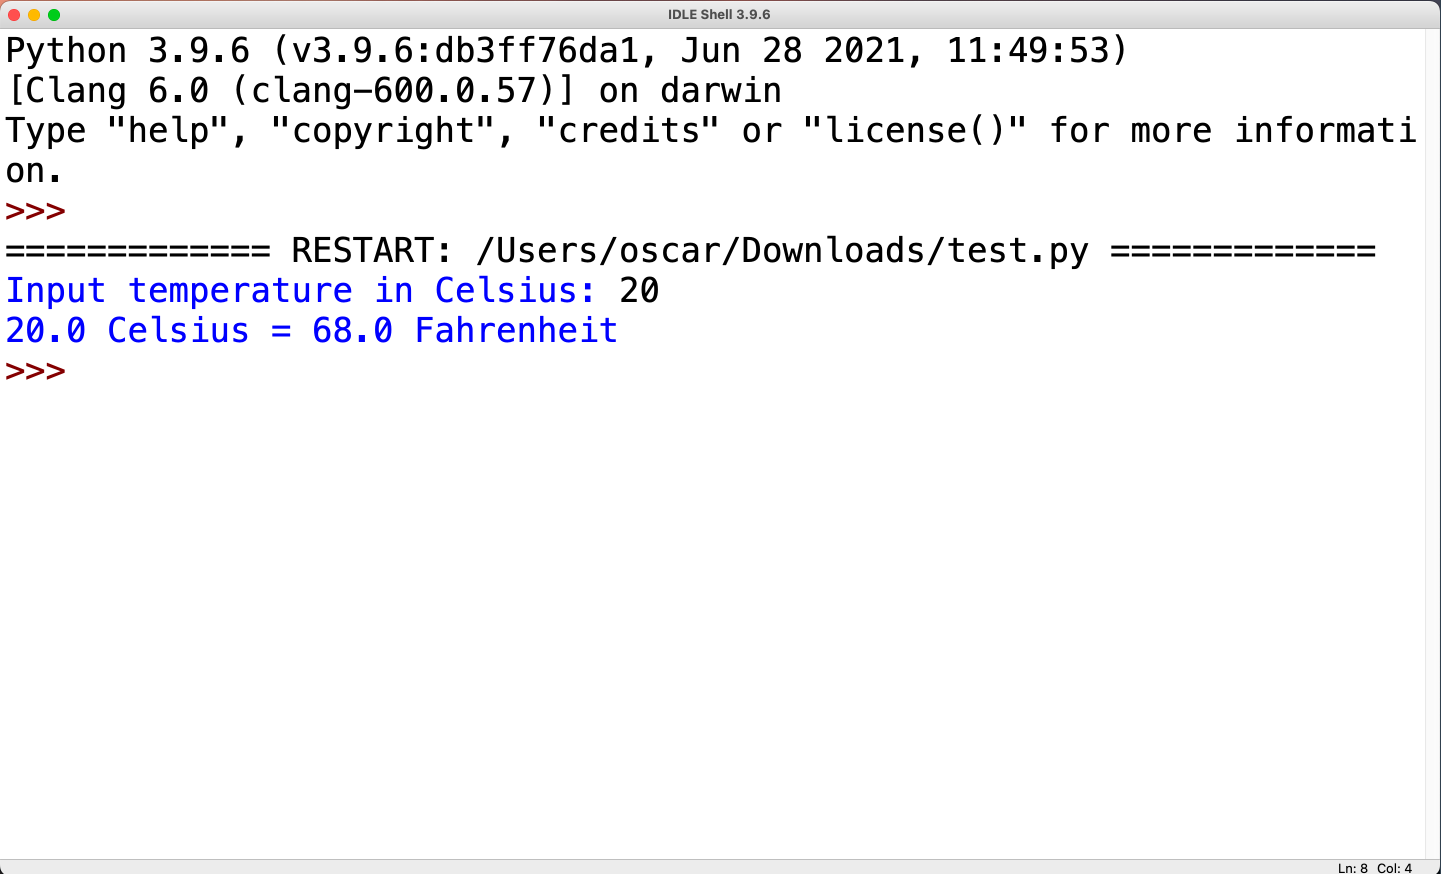 IDLE Shell 3.9.6
Python 3.9.6 (v3.9.6:db3ff76da1, Jun 28 2021, 11:49:53)
[Clang 6.0 (clang-600.0.57)] on darwin
Type "help", "copyright", "credits" or "license()" for more informati
on.
>>>
============= RESTART: /Users/oscar/Downloads/test.py =============
Input temperature in Celsius: 20
20.0 Celsius = 68.0 Fahrenheit
>>>
Ln: 8 Col: 4